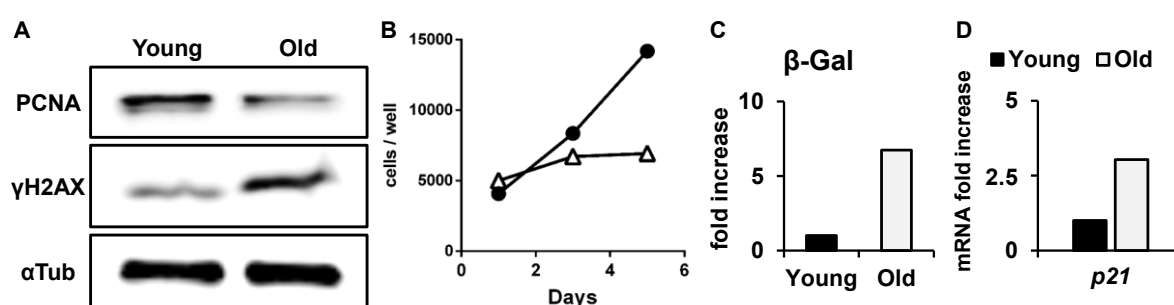 A
Young Old
PCNA
γH2AX
αTub
B
15000
10000
5000
0
cells / well
0 2 4 6
Days
C
β-Gal
10
5
0
fold increase
Young Old
D
Young Old
5
2.5
0
mRNA fold increase
p21